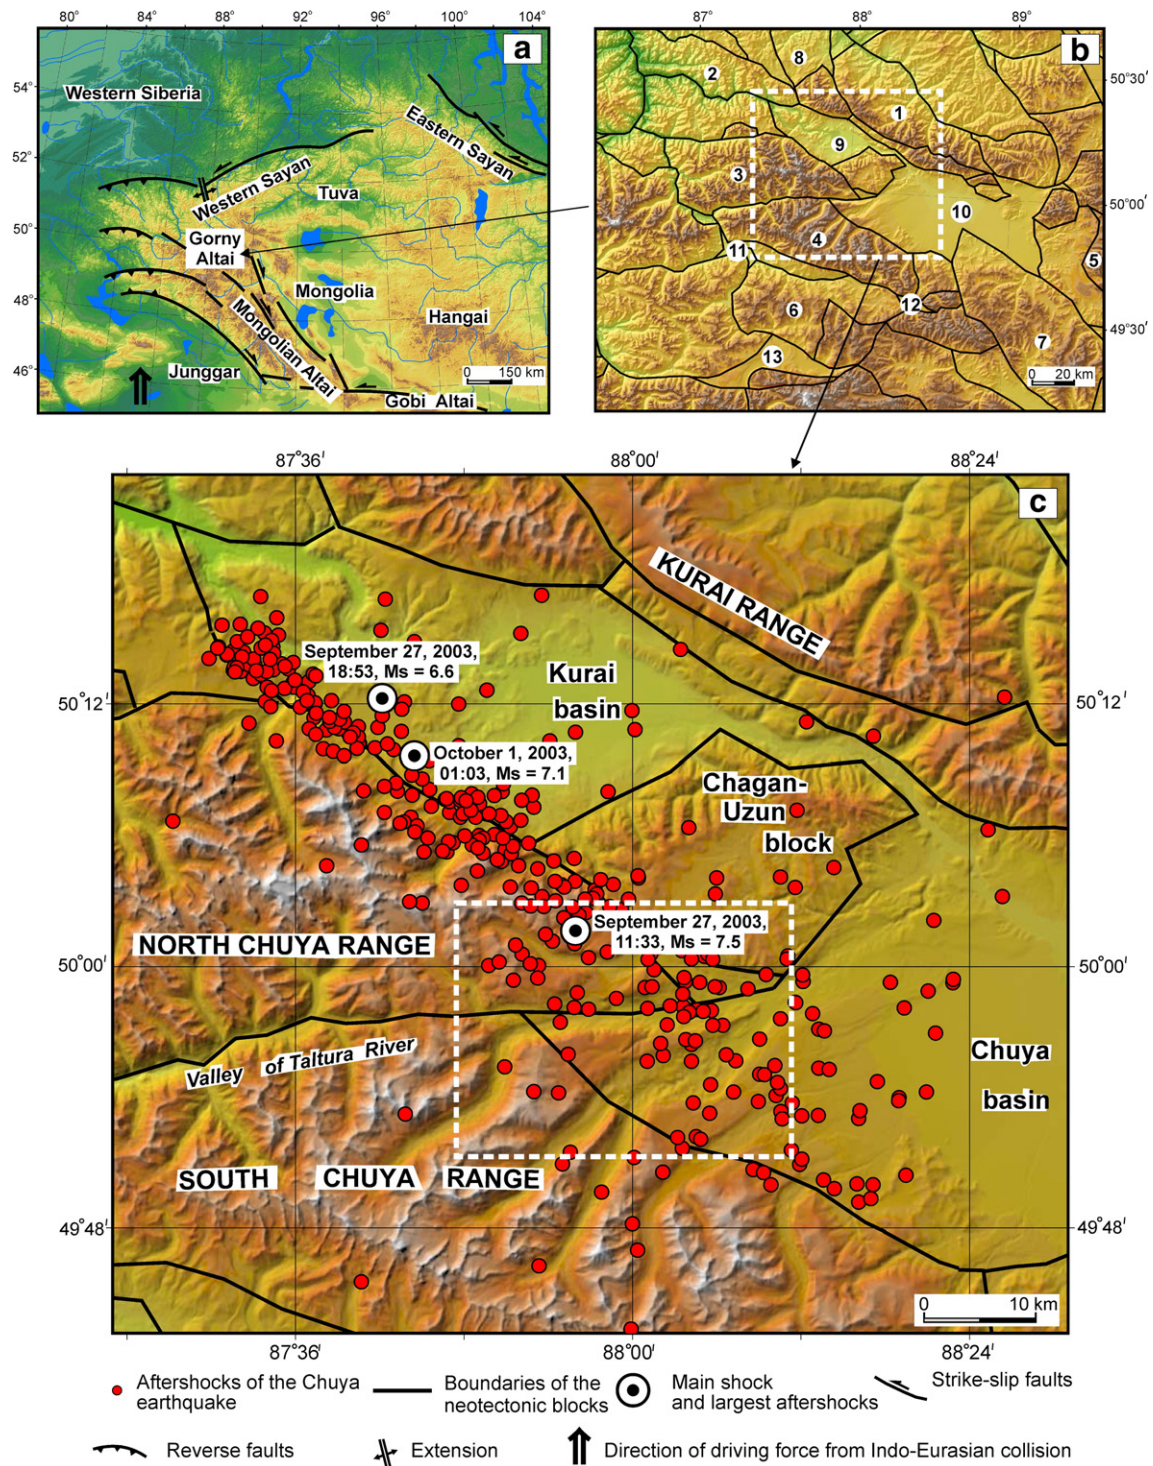 80° 84° 88° 92° 96° 100° 104°
a
54°
52°
50°
48°
46°
Western Siberia
Eastern Sayan
Western Sayan
Tuva
Gorny
Altai
Mongolia
Mongolian Altai
Hangai
Junggar
0 150 km
Gobi Altai
87° 88° 89°
b
50°30'
50°00'
49°30'
8
2
1
9
3
10
4
11
5
12
6
7
13
0 20 km
87°36' 88°00' 88°24'
c
KURAI RANGE
September 27, 2003,
18:53, Ms = 6.6
Kurai
basin
50°12' 50°12'
October 1, 2003,
01:03, Ms = 7.1
Chagan-
Uzun
block
September 27, 2003,
11:33, Ms = 7.5
NORTH CHUYA RANGE
50°00' 50°00'
Valley of Taltura River
Chuya
basin
SOUTH CHUYA RANGE
49°48' 49°48'
0 10 km
87°36' 88°00' 88°24'
Aftershocks of the Chuya
earthquake
Boundaries of the
neotectonic blocks
Main shock
and largest aftershocks
Strike-slip faults
Reverse faults
Extension
Direction of driving force from Indo-Eurasian collision